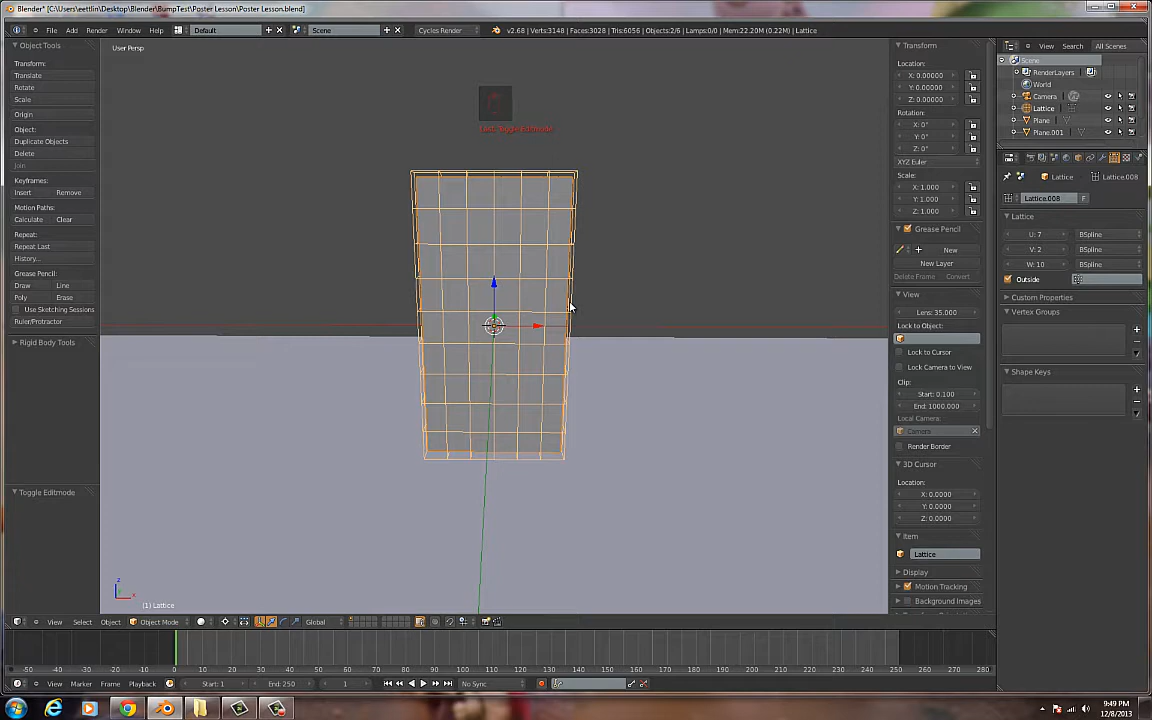 Blender* [C:\Users\eettlin\Desktop\Blender\BumpTest\Poster Lesson\Poster Lesson.blend]
File Add Render Window Help Default Scene Cycles Render v2.68 | Verts:3148 | Faces:3028 | Tris:6056 | Objects:2/6 | Lamps:0/0 | Mem:22.20M (0.22M) | Lattice
Object Tools
Transform:
Translate
Rotate
Scale
Origin
Object:
Duplicate Objects
Delete
Join
Keyframes:
Insert Remove
Motion Paths:
Calculate Clear
Repeat:
Repeat Last
History...
Grease Pencil:
Draw Line
Poly Erase
Use Sketching Sessions
Ruler/Protractor
Rigid Body Tools
Toggle Editmode
User Persp
Last: Toggle Editmode
z
x
(1) Lattice
Transform
Location:
X: 0.00000
Y: 0.00000
Z: 0.00000
Rotation:
X: 0°
Y: 0°
Z: 0°
XYZ Euler
Scale:
X: 1.000
Y: 1.000
Z: 1.000
Grease Pencil
New
New Layer
Delete Frame Convert
View
Lens: 35.000
Lock to Object:
Lock to Cursor
Lock Camera to View
Clip:
Start: 0.100
End: 1000.000
Local Camera:
Camera
Render Border
3D Cursor
Location:
X: 0.0000
Y: 0.0000
Z: 0.0000
Item
Lattice
Display
Motion Tracking
Background Images
View Search All Scenes
Scene
RenderLayers
World
Camera
Lattice
Plane
Plane.001
Lattice Lattice.008
Lattice.008 F
Lattice
U: 7 BSpline
V: 2 BSpline
W: 10 BSpline
Outside
Custom Properties
Vertex Groups
Shape Keys
View Select Object Object Mode Global
-50 -40 -30 -20 -10 0 10 20 30 40 50 60 70 80 90 100 110 120 130 140 150 160 170 180 190 200 210 220 230 240 250 260 270 280
View Marker Frame Playback Start: 1 End: 250 1 No Sync
9:49 PM
12/8/2013